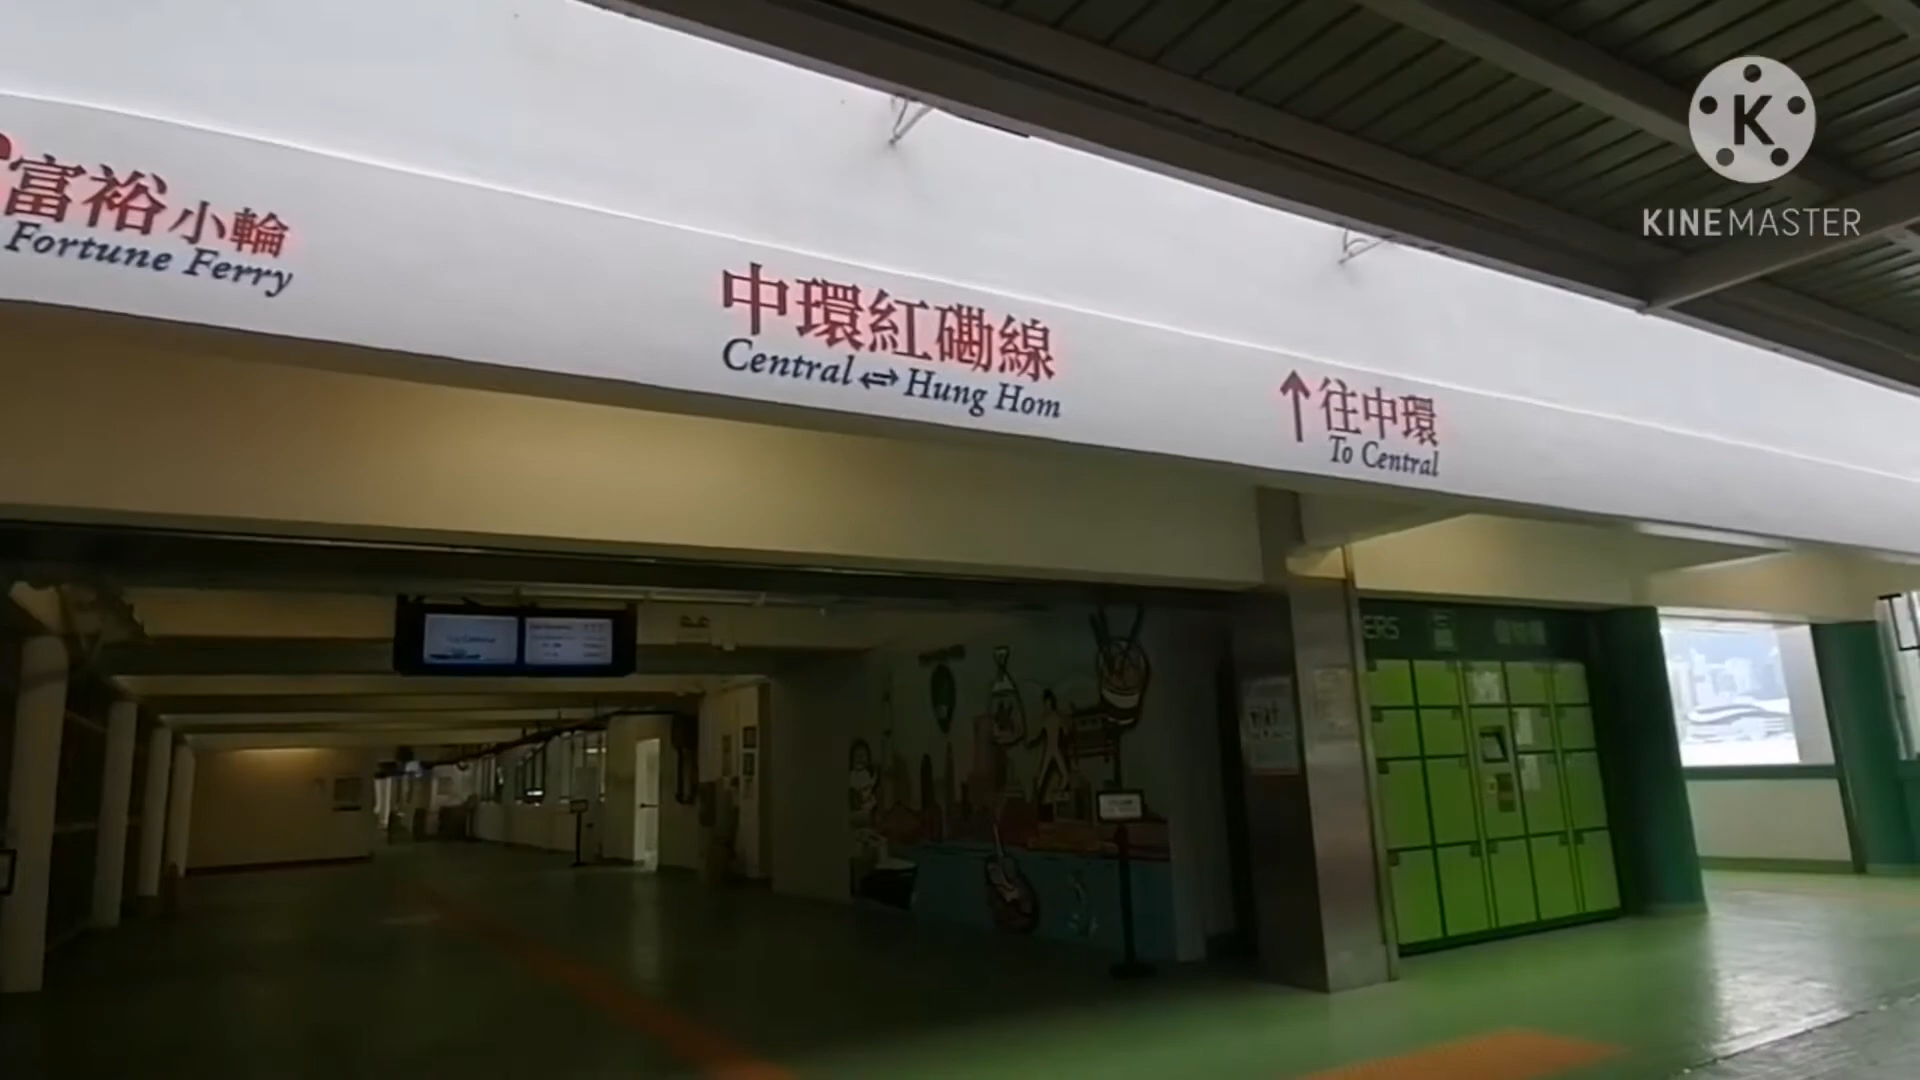 富裕小輪
Fortune Ferry
中環紅磡線
Central ⇌ Hung Hom
↑往中環
To Central
ERS
K
KINEMASTER